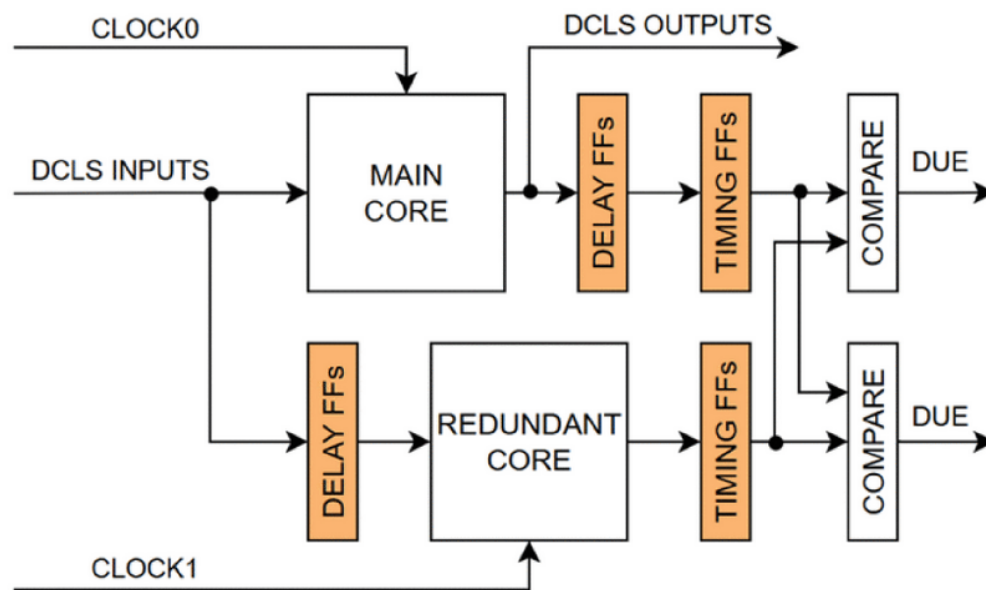 CLOCK0
DCLS OUTPUTS
DCLS INPUTS
MAIN
CORE
DELAY FFs
TIMING FFs
COMPARE
DUE
DELAY FFs
REDUNDANT
CORE
TIMING FFs
COMPARE
DUE
CLOCK1